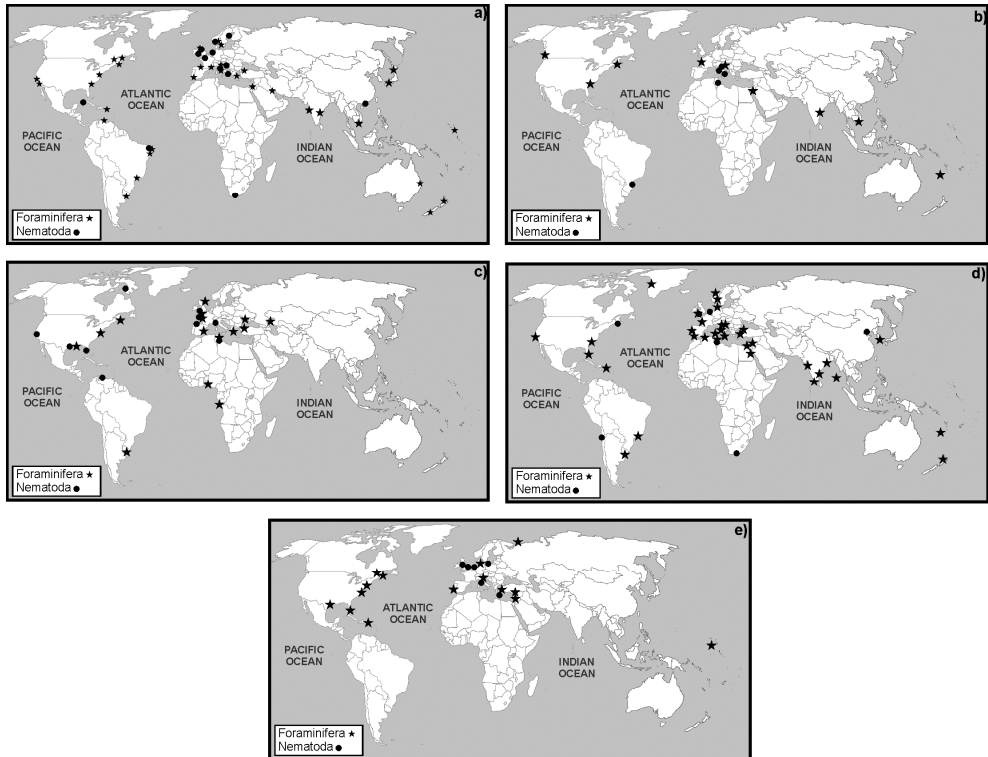 a)
ATLANTIC
OCEAN
PACIFIC
OCEAN
INDIAN
OCEAN
Foraminifera ★
Nematoda ●
b)
ATLANTIC
OCEAN
PACIFIC
OCEAN
INDIAN
OCEAN
Foraminifera ★
Nematoda ●
c)
ATLANTIC
OCEAN
PACIFIC
OCEAN
INDIAN
OCEAN
Foraminifera ★
Nematoda ●
d)
ATLANTIC
OCEAN
PACIFIC
OCEAN
INDIAN
OCEAN
Foraminifera ★
Nematoda ●
e)
ATLANTIC
OCEAN
PACIFIC
OCEAN
INDIAN
OCEAN
Foraminifera ★
Nematoda ●